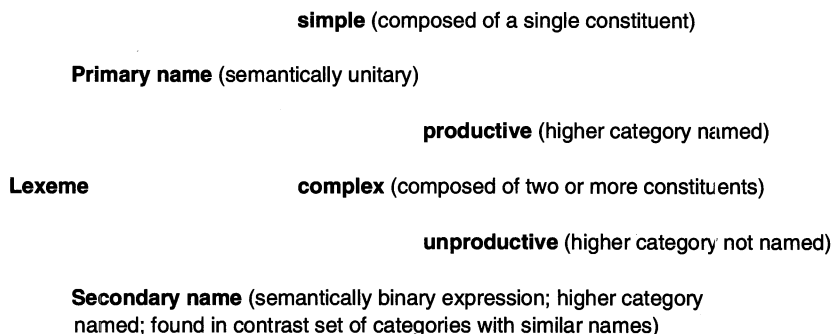 simple (composed of a single constituent)
Primary name (semantically unitary)
productive (higher category named)
Lexeme complex (composed of two or more constituents)
unproductive (higher category not named)
Secondary name (semantically binary expression; higher category
named; found in contrast set of categories with similar names)